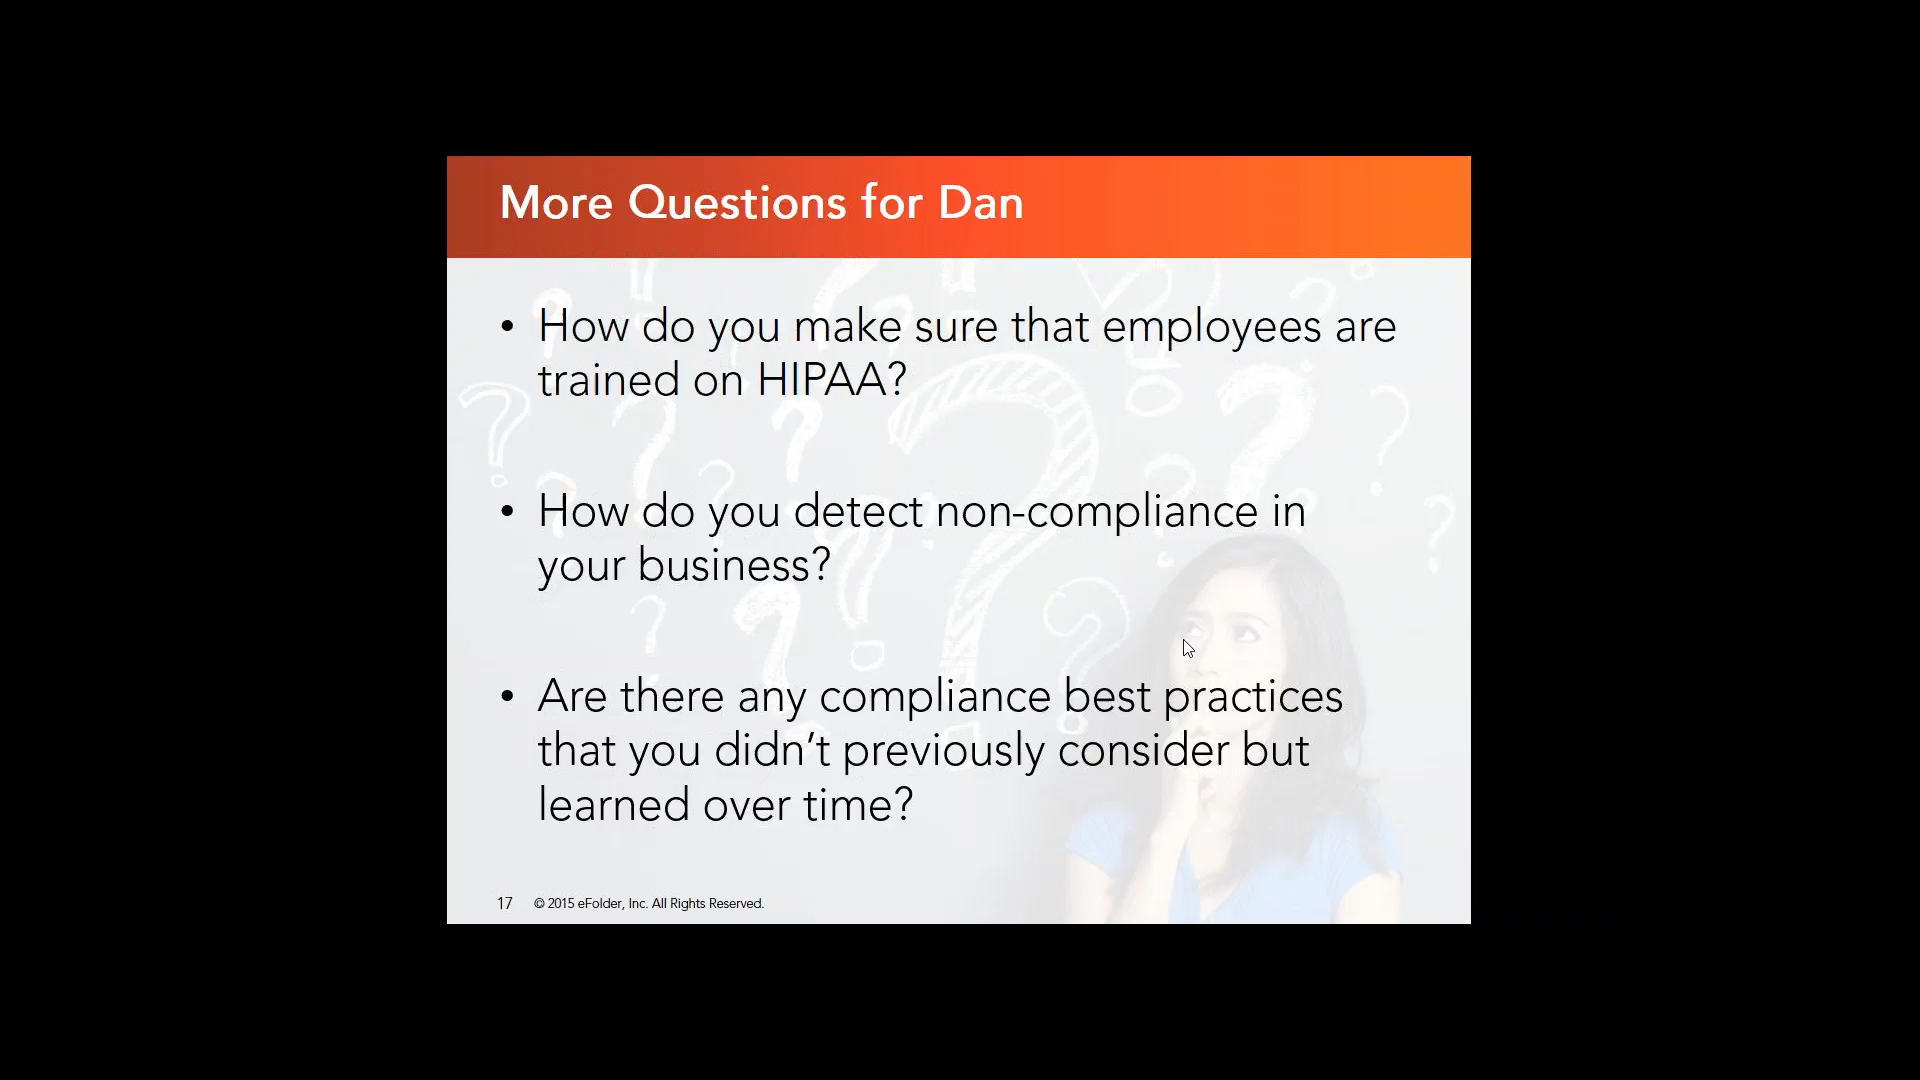 More Questions for Dan
• How do you make sure that employees are
trained on HIPAA?
• How do you detect non-compliance in
your business?
• Are there any compliance best practices
that you didn’t previously consider but
learned over time?
17 © 2015 eFolder, Inc. All Rights Reserved.